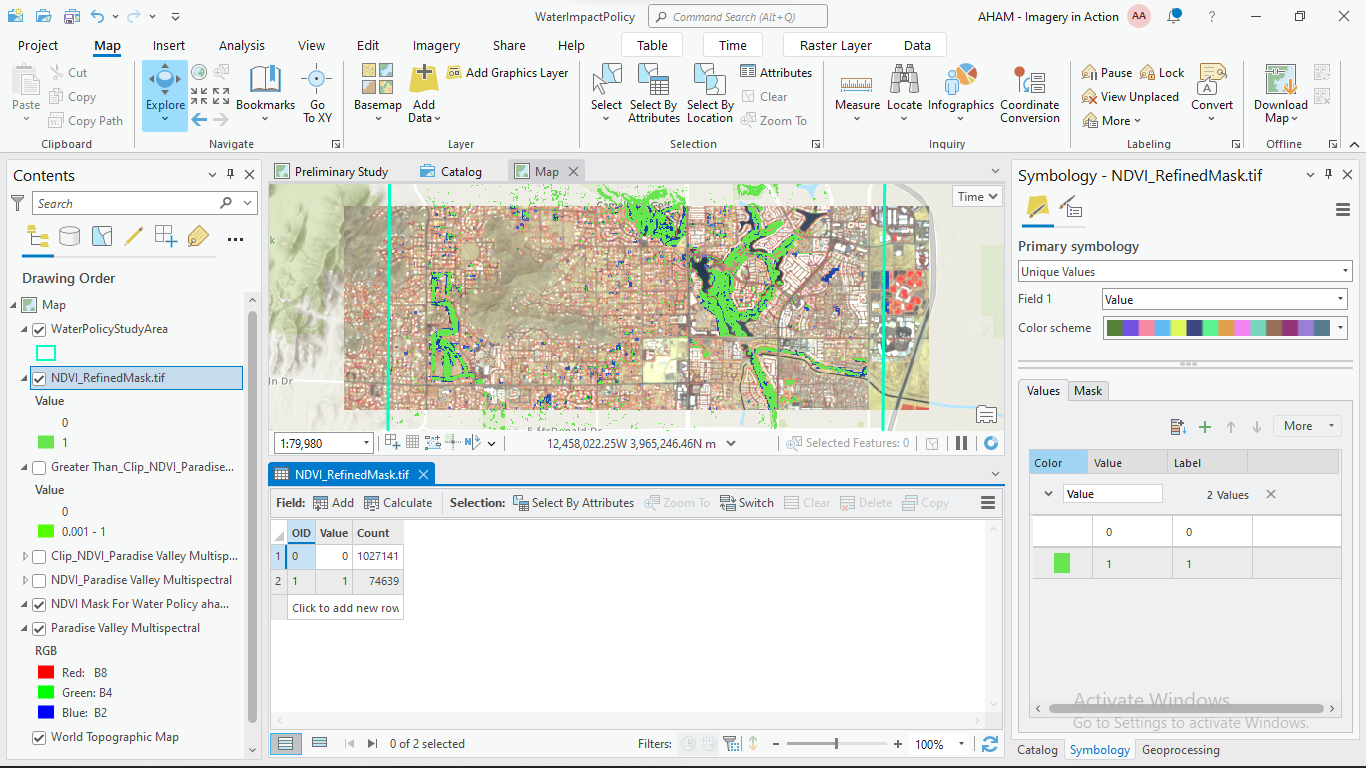 WaterImpactPolicy
Command Search (Alt+Q)
AHAM - Imagery in Action
AA
?
Project Map Insert Analysis View Edit Imagery Share Help Table Time Raster Layer Data
Paste
Cut
Copy
Copy Path
Clipboard
Explore
Bookmarks
Go
To XY
Navigate
Basemap
Add
Data
Add Graphics Layer
Layer
Select
Select By
Attributes
Select By
Location
Attributes
Clear
Zoom To
Selection
Measure
Locate
Infographics
Coordinate
Conversion
Inquiry
Pause
Lock
View Unplaced
More
Convert
Labeling
Download
Map
Offline
Contents
Search
Drawing Order
Map
WaterPolicyStudyArea
NDVI_RefinedMask.tif
Value
0
1
Greater Than_Clip_NDVI_Paradise...
Value
0
0.001 - 1
Clip_NDVI_Paradise Valley Multisp...
NDVI_Paradise Valley Multispectral
NDVI Mask For Water Policy aha...
Paradise Valley Multispectral
RGB
Red: B8
Green: B4
Blue: B2
World Topographic Map
Preliminary Study
Catalog
Map
Time
In Dr
E McDonald Dr
1:79,980
12,458,022.25W 3,965,246.46N m
Selected Features: 0
NDVI_RefinedMask.tif
Field: Add Calculate Selection: Select By Attributes Zoom To Switch Clear Delete Copy
OID Value Count
1 0 0 1027141
2 1 1 74639
Click to add new row
0 of 2 selected
Filters:
100%
Symbology - NDVI_RefinedMask.tif
Primary symbology
Unique Values
Field 1 Value
Color scheme
Values Mask
More
Color Value Label
Value 2 Values
0 0
1 1
Activate Windows
Go to Settings to activate Windows.
Catalog Symbology Geoprocessing